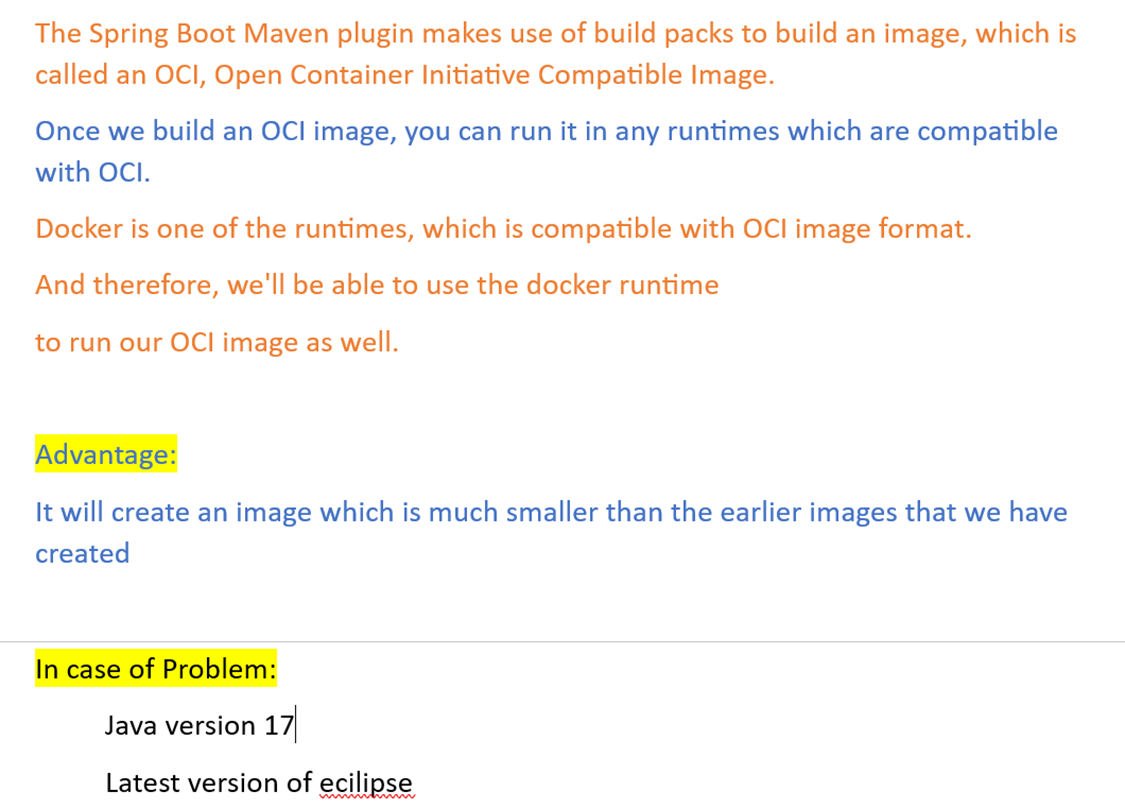 The Spring Boot Maven plugin makes use of build packs to build an image, which is
called an OCI, Open Container Initiative Compatible Image.
Once we build an OCI image, you can run it in any runtimes which are compatible
with OCI.
Docker is one of the runtimes, which is compatible with OCI image format.
And therefore, we'll be able to use the docker runtime
to run our OCI image as well.
Advantage:
It will create an image which is much smaller than the earlier images that we have
created
In case of Problem:
Java version 17
Latest version of ecilipse